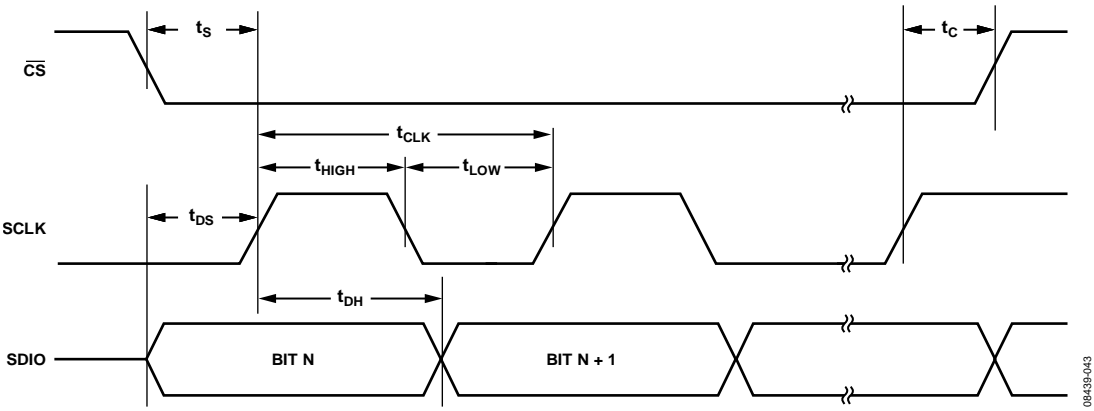 tS
tC
CS
tCLK
tHIGH
tLOW
tDS
SCLK
tDH
SDIO
BIT N
BIT N + 1
08439-043